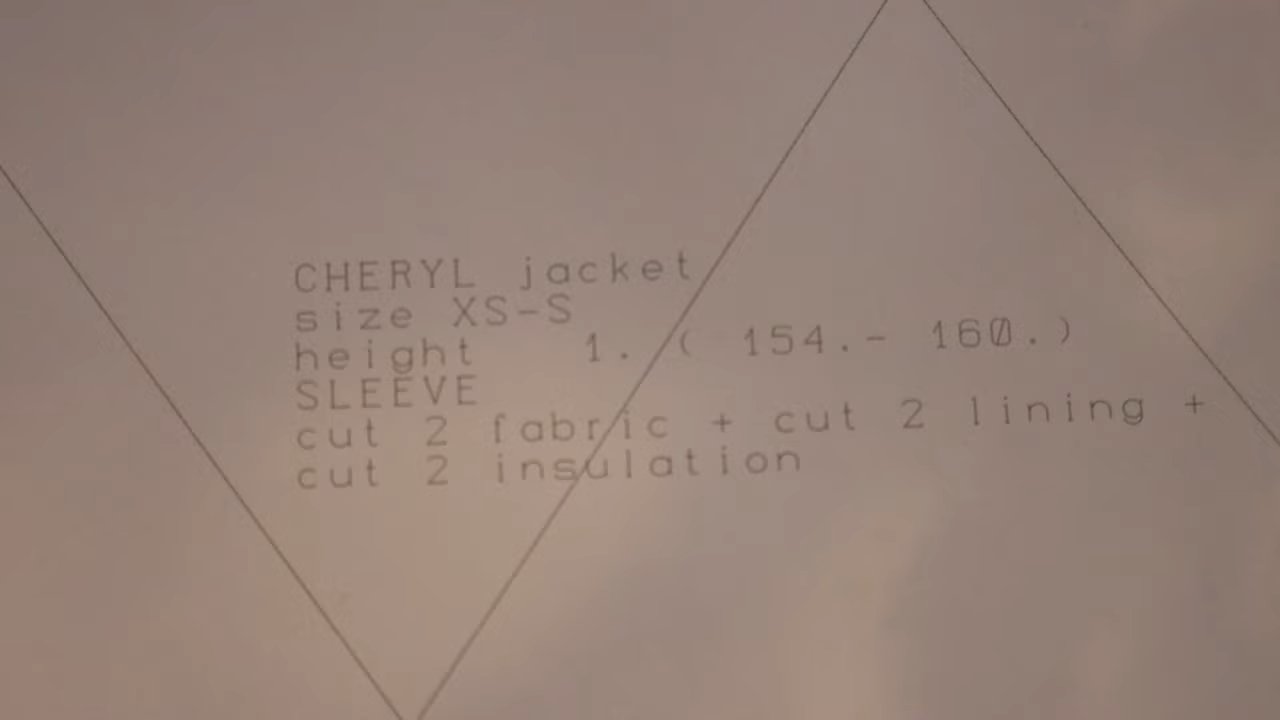 CHERYL jacket
size XS-S
height 1. ( 154.- 160.)
SLEEVE
cut 2 fabric + cut 2 lining +
cut 2 insulation